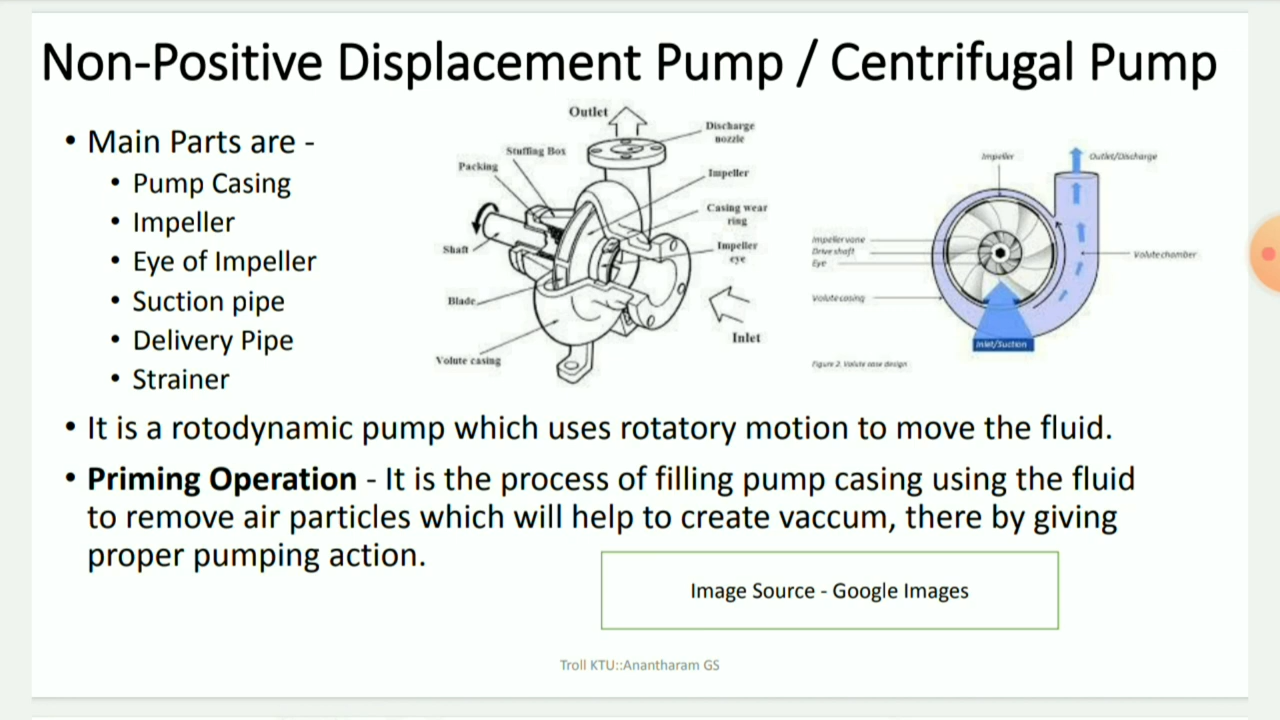 Non-Positive Displacement Pump / Centrifugal Pump
• Main Parts are -
• Pump Casing
• Impeller
• Eye of Impeller
• Suction pipe
• Delivery Pipe
• Strainer
Outlet
Discharge
nozzle
Stuffing Box
Packing
Impeller
Casing wear
ring
Shaft
Impeller
eye
Blade
Inlet
Volute casing
Impeller
Outlet/Discharge
Impeller vane
Drive shaft
Eye
Volute chamber
Volute casing
Inlet/Suction
Figure 2. Volute case design
• It is a rotodynamic pump which uses rotatory motion to move the fluid.
• Priming Operation - It is the process of filling pump casing using the fluid
to remove air particles which will help to create vaccum, there by giving
proper pumping action.
Image Source - Google Images
Troll KTU::Anantharam GS